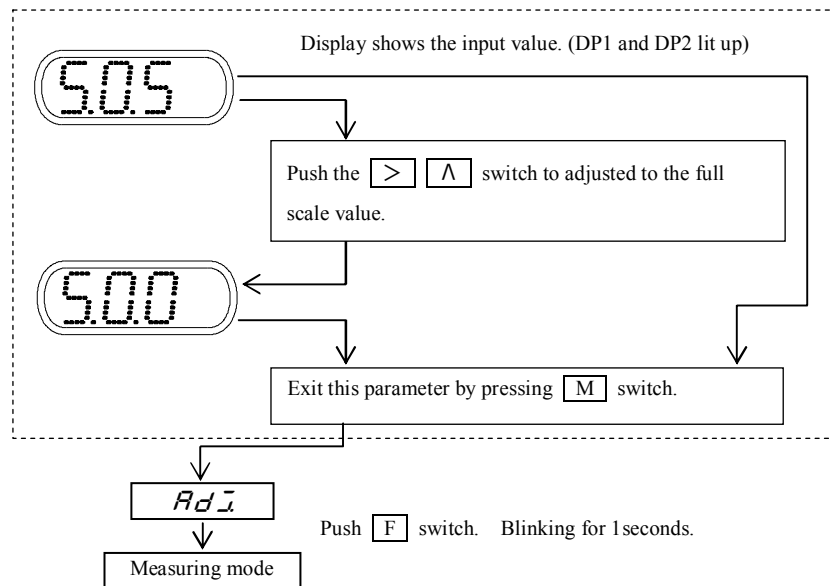 Display shows the input value. (DP1 and DP2 lit up)
5.0.5
Push the > Λ switch to adjusted to the full
scale value.
5.0.0
Exit this parameter by pressing M switch.
Adj.
Push F switch. Blinking for 1seconds.
Measuring mode